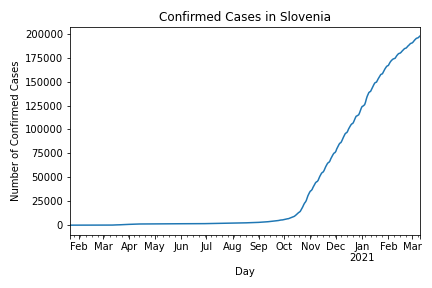 Confirmed Cases in Slovenia
200000
175000
150000
125000
100000
75000
50000
25000
0
Number of Confirmed Cases
Feb Mar Apr May Jun Jul Aug Sep Oct Nov Dec Jan Feb Mar
2021
Day